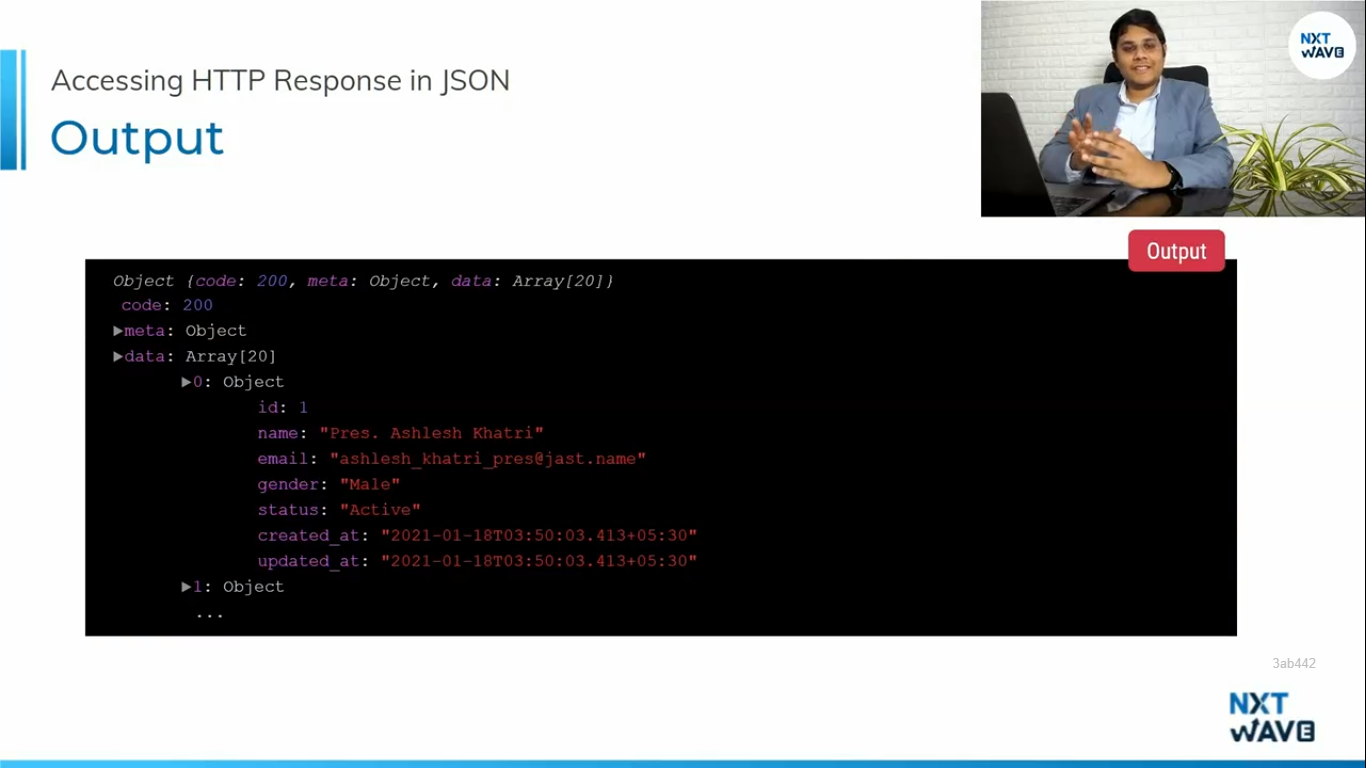 Accessing HTTP Response in JSON
Output
NXT
WAVE
Output
Object {code: 200, meta: Object, data: Array[20]}
code: 200
▶meta: Object
▶data: Array[20]
▶0: Object
id: 1
name: "Pres. Ashlesh Khatri"
email: "ashlesh_khatri_pres@jast.name"
gender: "Male"
status: "Active"
created_at: "2021-01-18T03:50:03.413+05:30"
updated_at: "2021-01-18T03:50:03.413+05:30"
▶1: Object
...
3ab442
NXT
WAVE